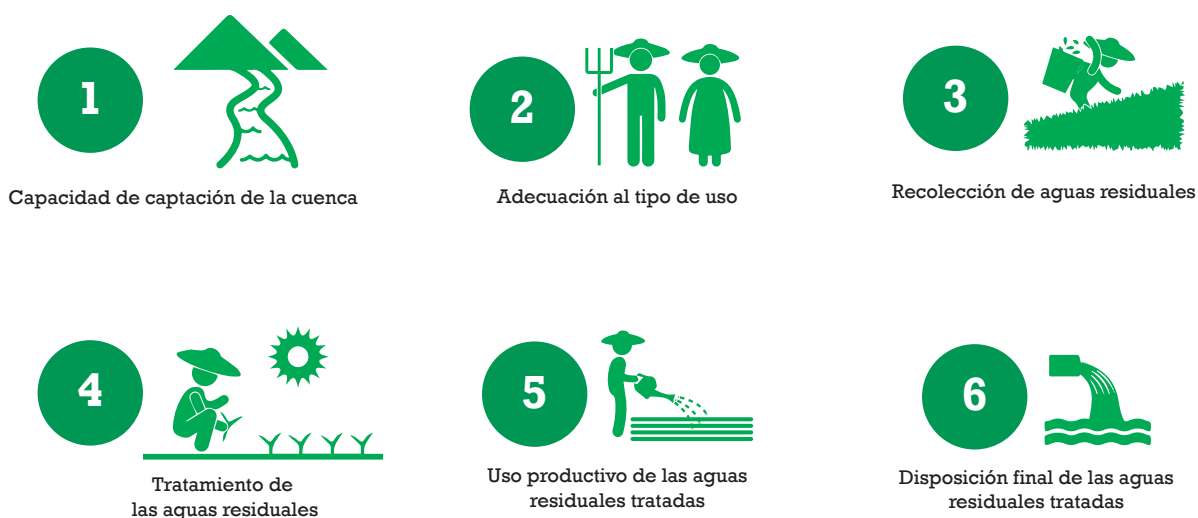 1
Capacidad de captación de la cuenca
2
Adecuación al tipo de uso
3
Recolección de aguas residuales
4
Tratamiento de
las aguas residuales
5
Uso productivo de las aguas
residuales tratadas
6
Disposición final de las aguas
residuales tratadas